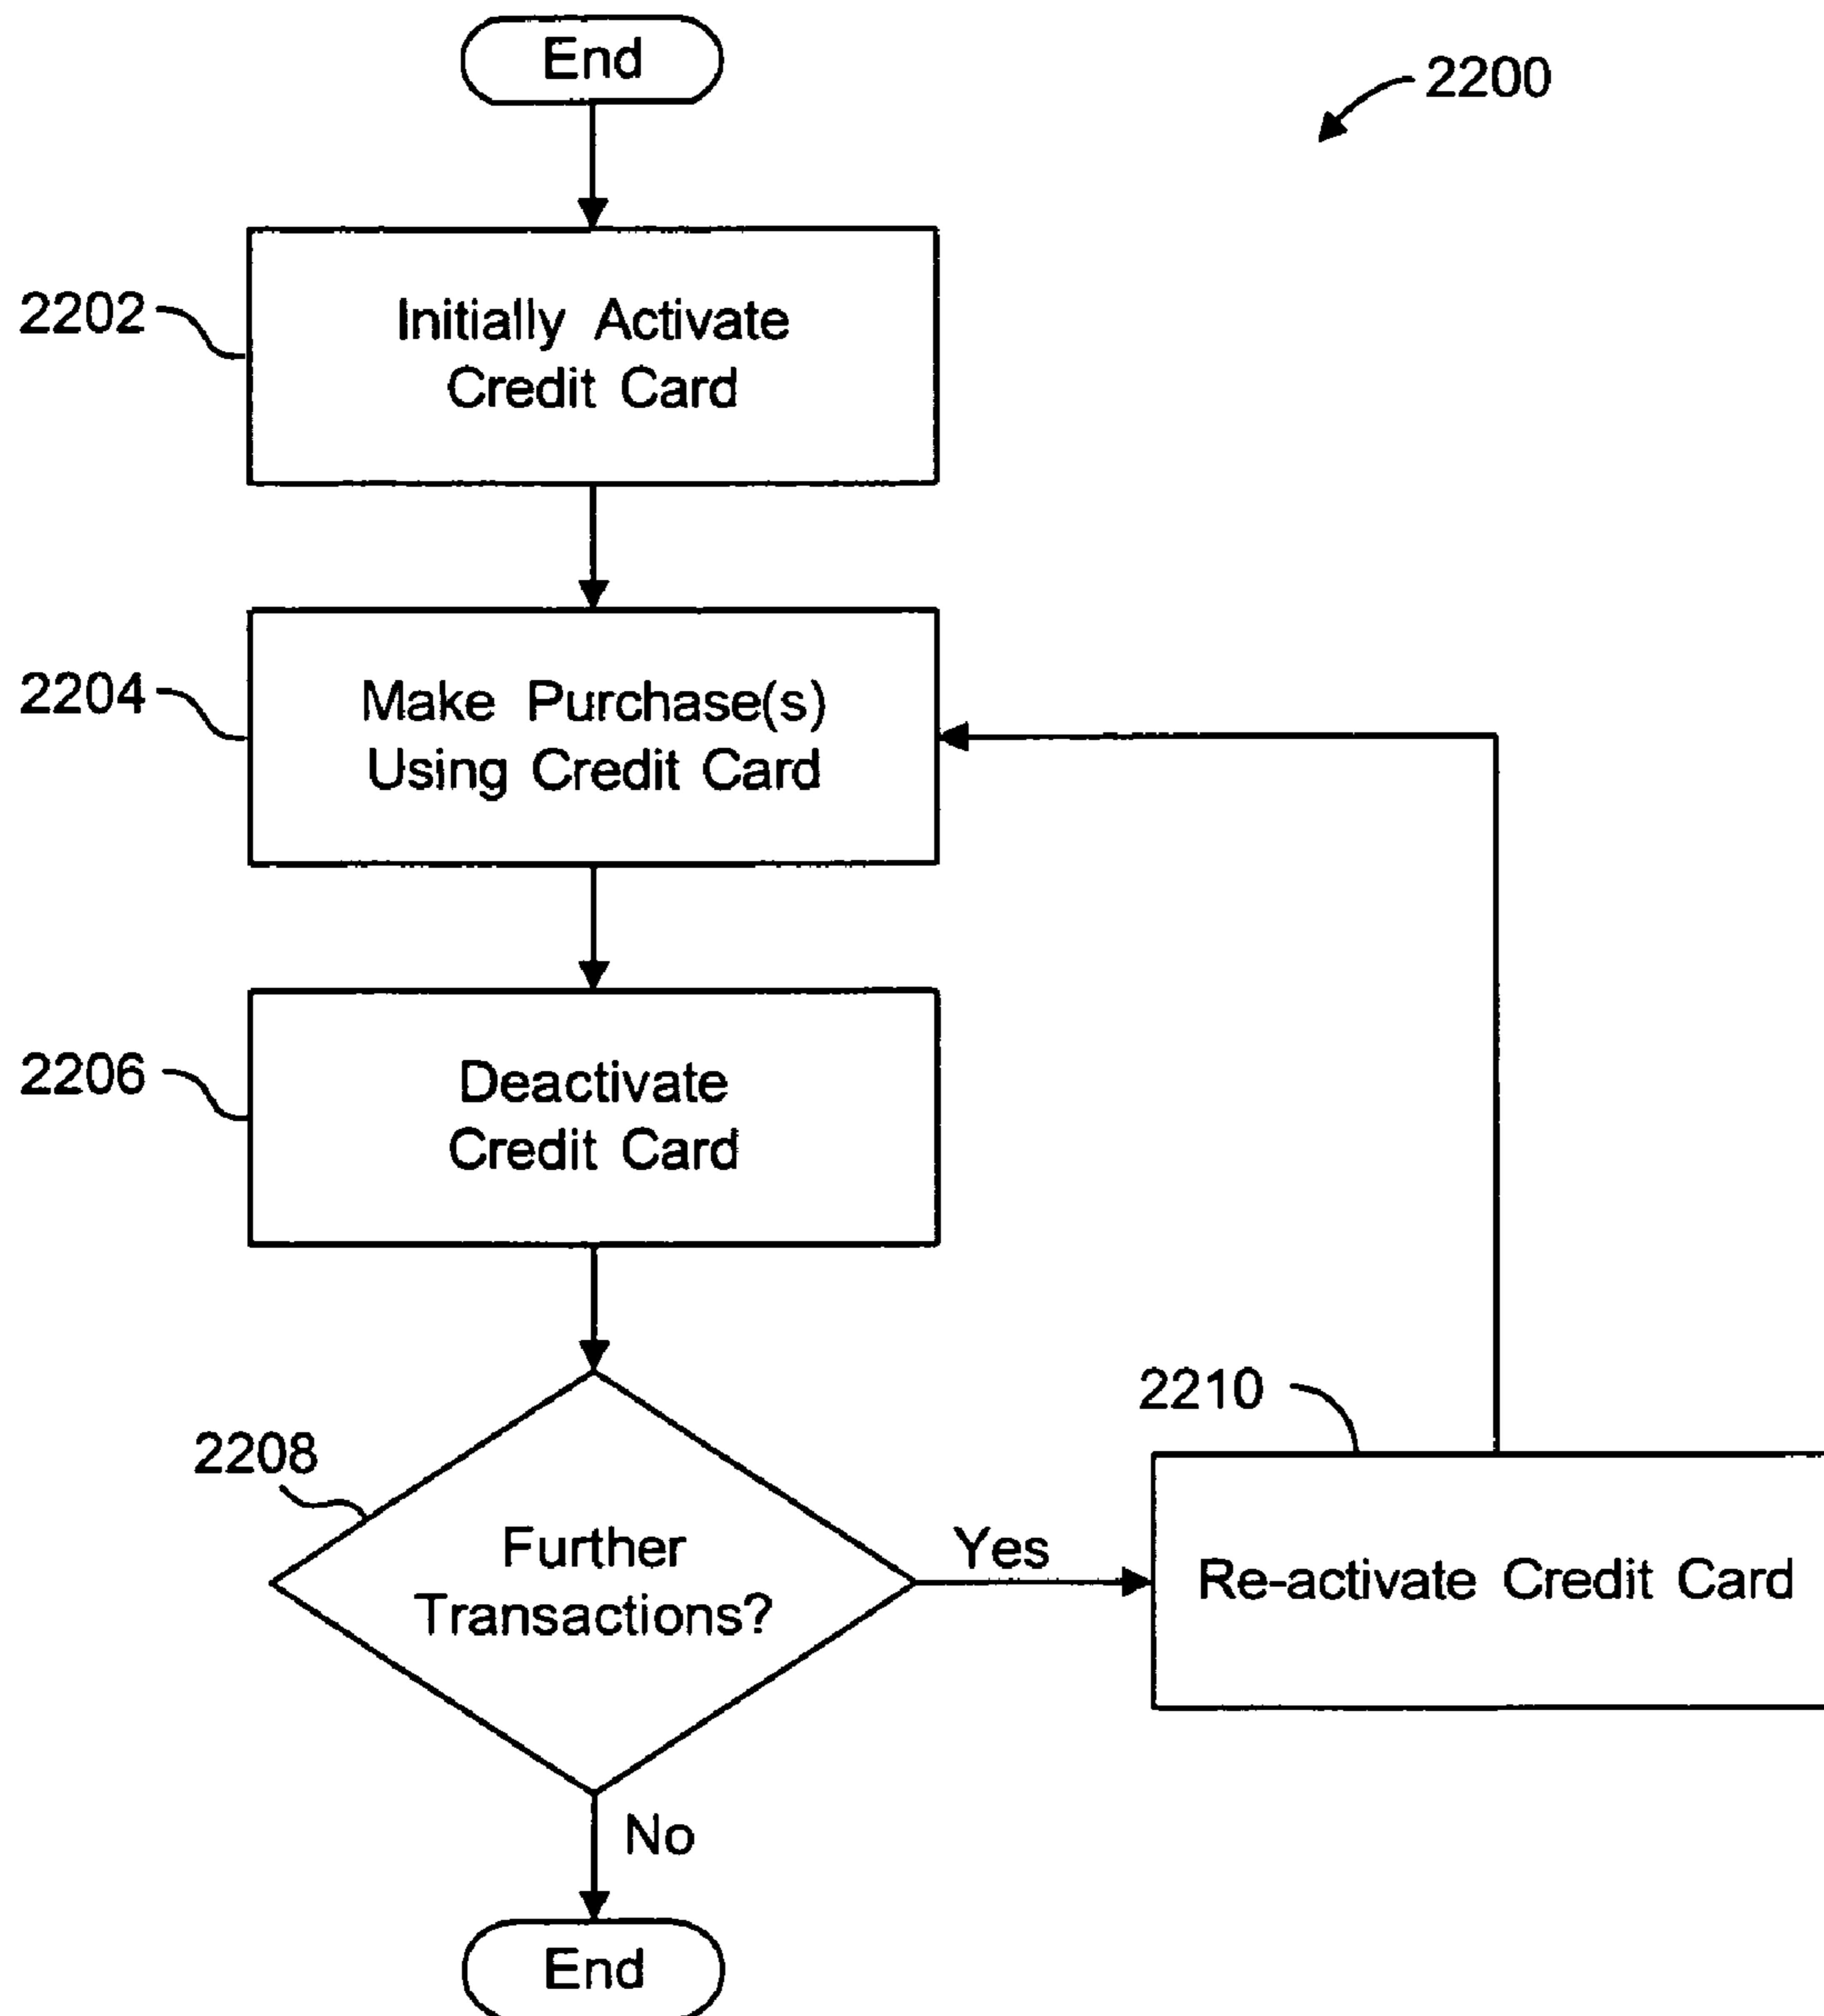 End
2200
2202
Initially Activate
Credit Card
2204
Make Purchase(s)
Using Credit Card
2206
Deactivate
Credit Card
2208
Further
Transactions?
Yes
2210
Re-activate Credit Card
No
End